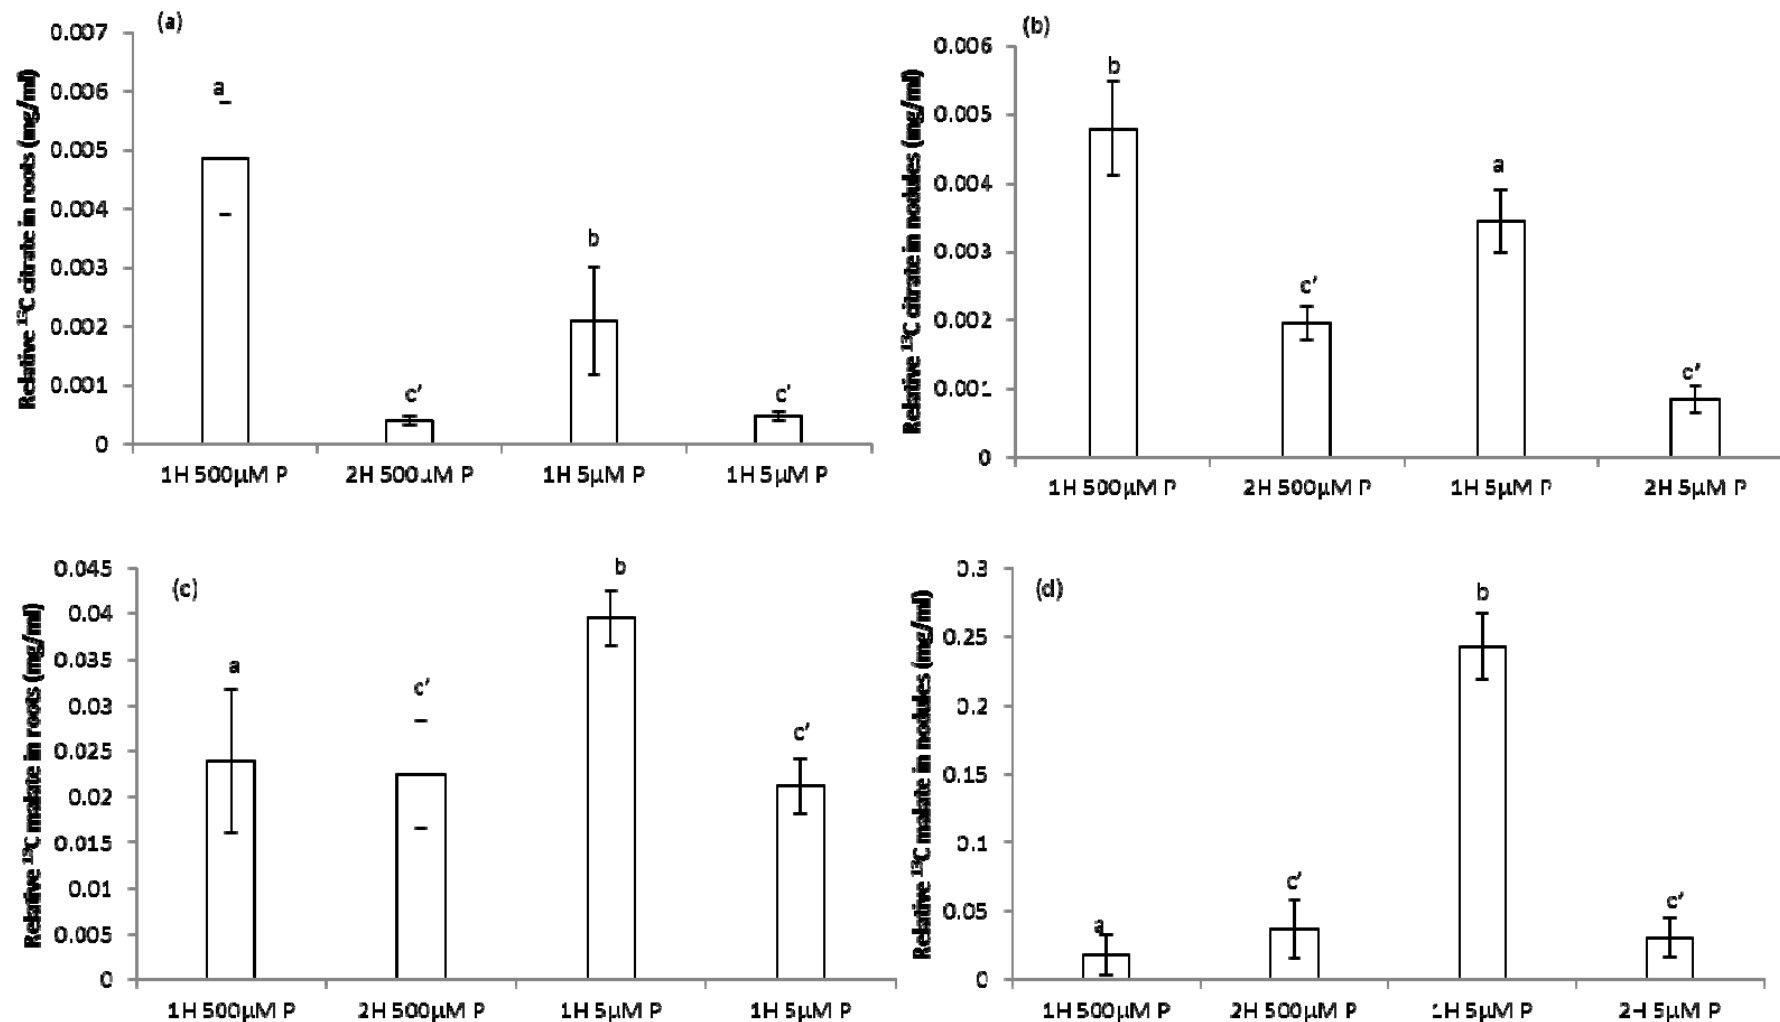 (a)
Relative ¹³C citrate in roots (mg/ml)
0.007
0.006
0.005
0.004
0.003
0.002
0.001
0
a
c’
b
c’
1H 500µM P
2H 500µM P
1H 5µM P
1H 5µM P
(b)
Relative ¹³C citrate in nodules (mg/ml)
0.006
0.005
0.004
0.003
0.002
0.001
0
b
c’
a
c’
1H 500µM P
2H 500µM P
1H 5µM P
2H 5µM P
(c)
Relative ¹³C malate in roots (mg/ml)
0.045
0.04
0.035
0.03
0.025
0.02
0.015
0.01
0.005
0
a
c’
b
c’
1H 500µM P
2H 500µM P
1H 5µM P
1H 5µM P
(d)
Relative ¹³C malate in nodules (mg/ml)
0.3
0.25
0.2
0.15
0.1
0.05
0
a
c’
b
c’
1H 500µM P
2H 500µM P
1H 5µM P
2H 5µM P